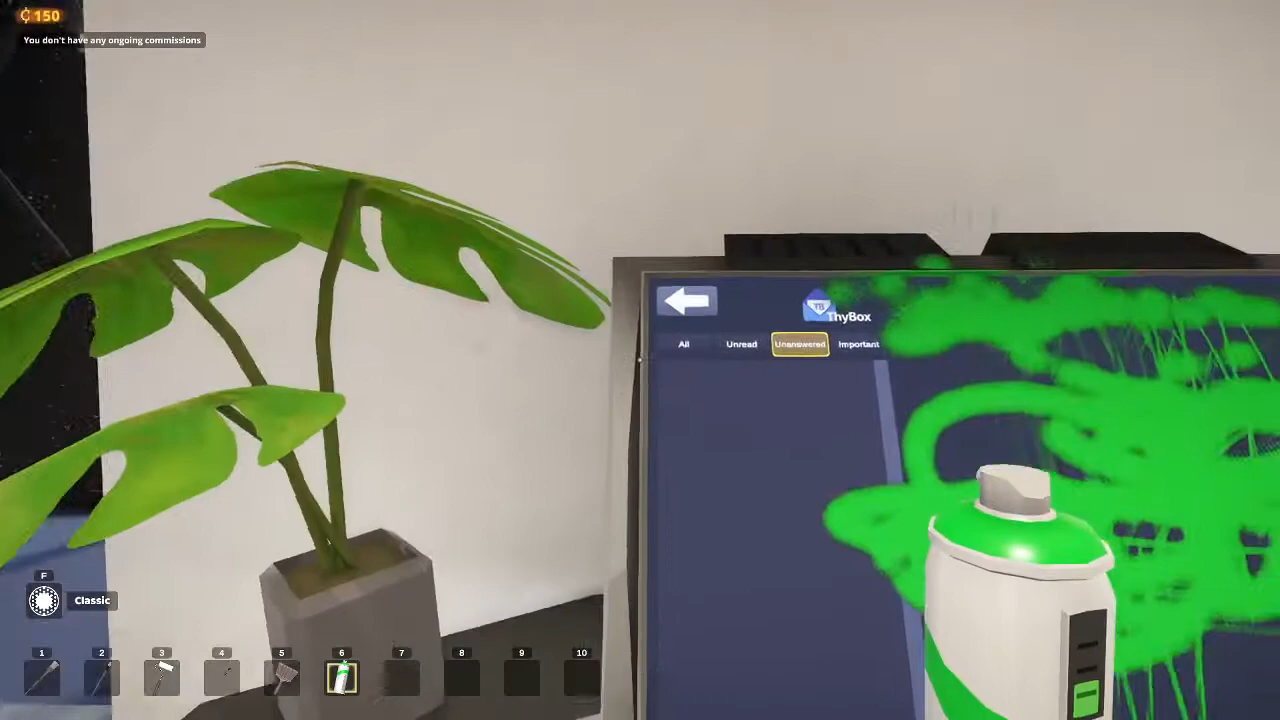 150
You don't have any ongoing commissions
TB
ThyBox
All Unread Unanswered Important
F
Classic
1 2 3 4 5 6 7 8 9 10